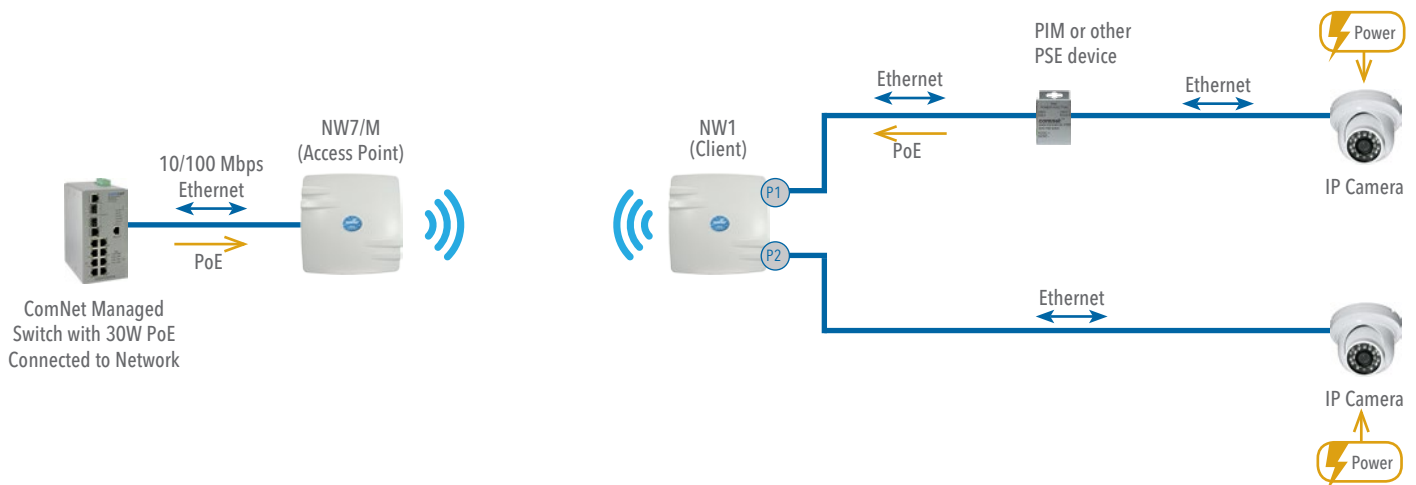 PIM or other
PSE device
Power
Ethernet
Ethernet
NW7/M
(Access Point)
NW1
(Client)
10/100 Mbps
Ethernet
PoE
P1
IP Camera
PoE
P2
ComNet Managed
Switch with 30W PoE
Connected to Network
Ethernet
IP Camera
Power